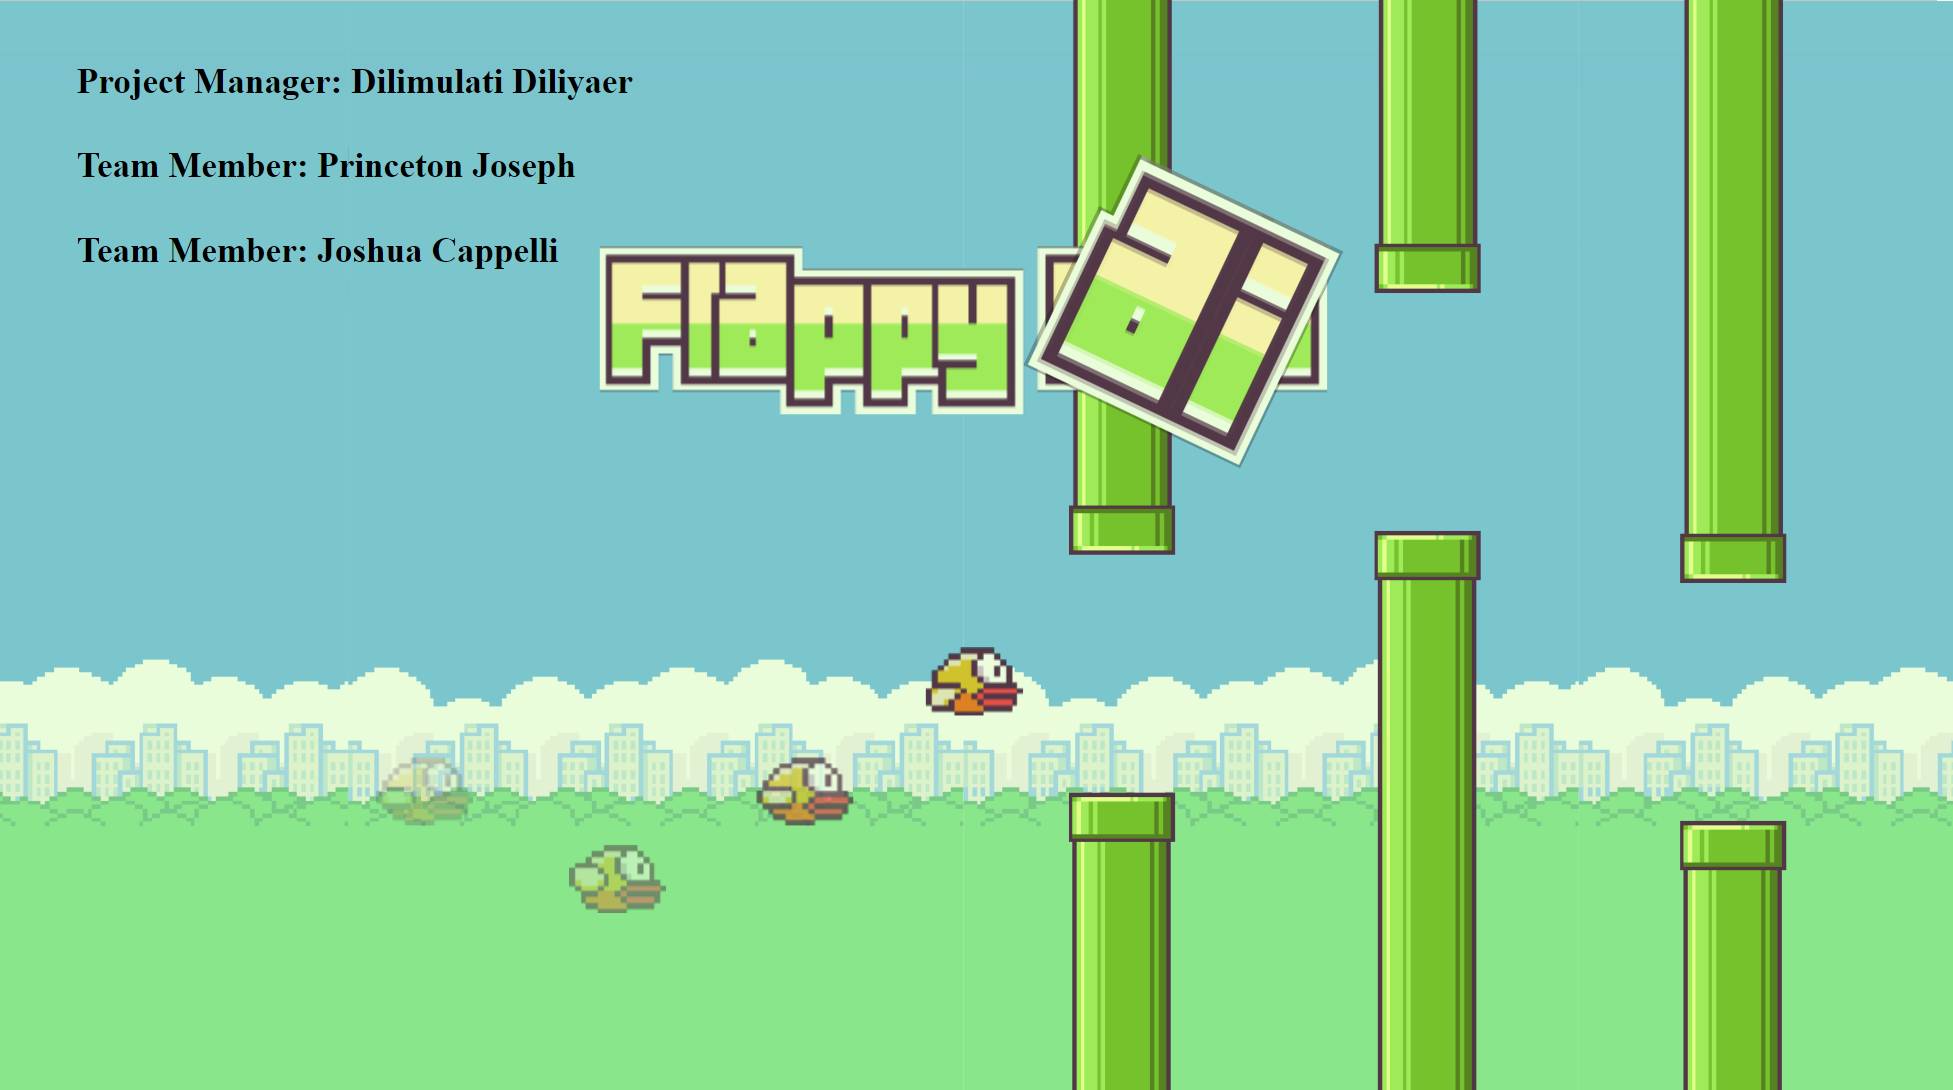 Project Manager: Dilimulati Diliyaer
Team Member: Princeton Joseph
Team Member: Joshua Cappelli
Flappy